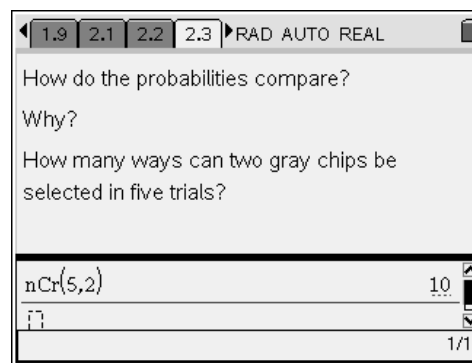 1.9 2.1 2.2 2.3 RAD AUTO REAL
How do the probabilities compare?
Why?
How many ways can two gray chips be
selected in five trials?
nCr(5,2) 10
1/1